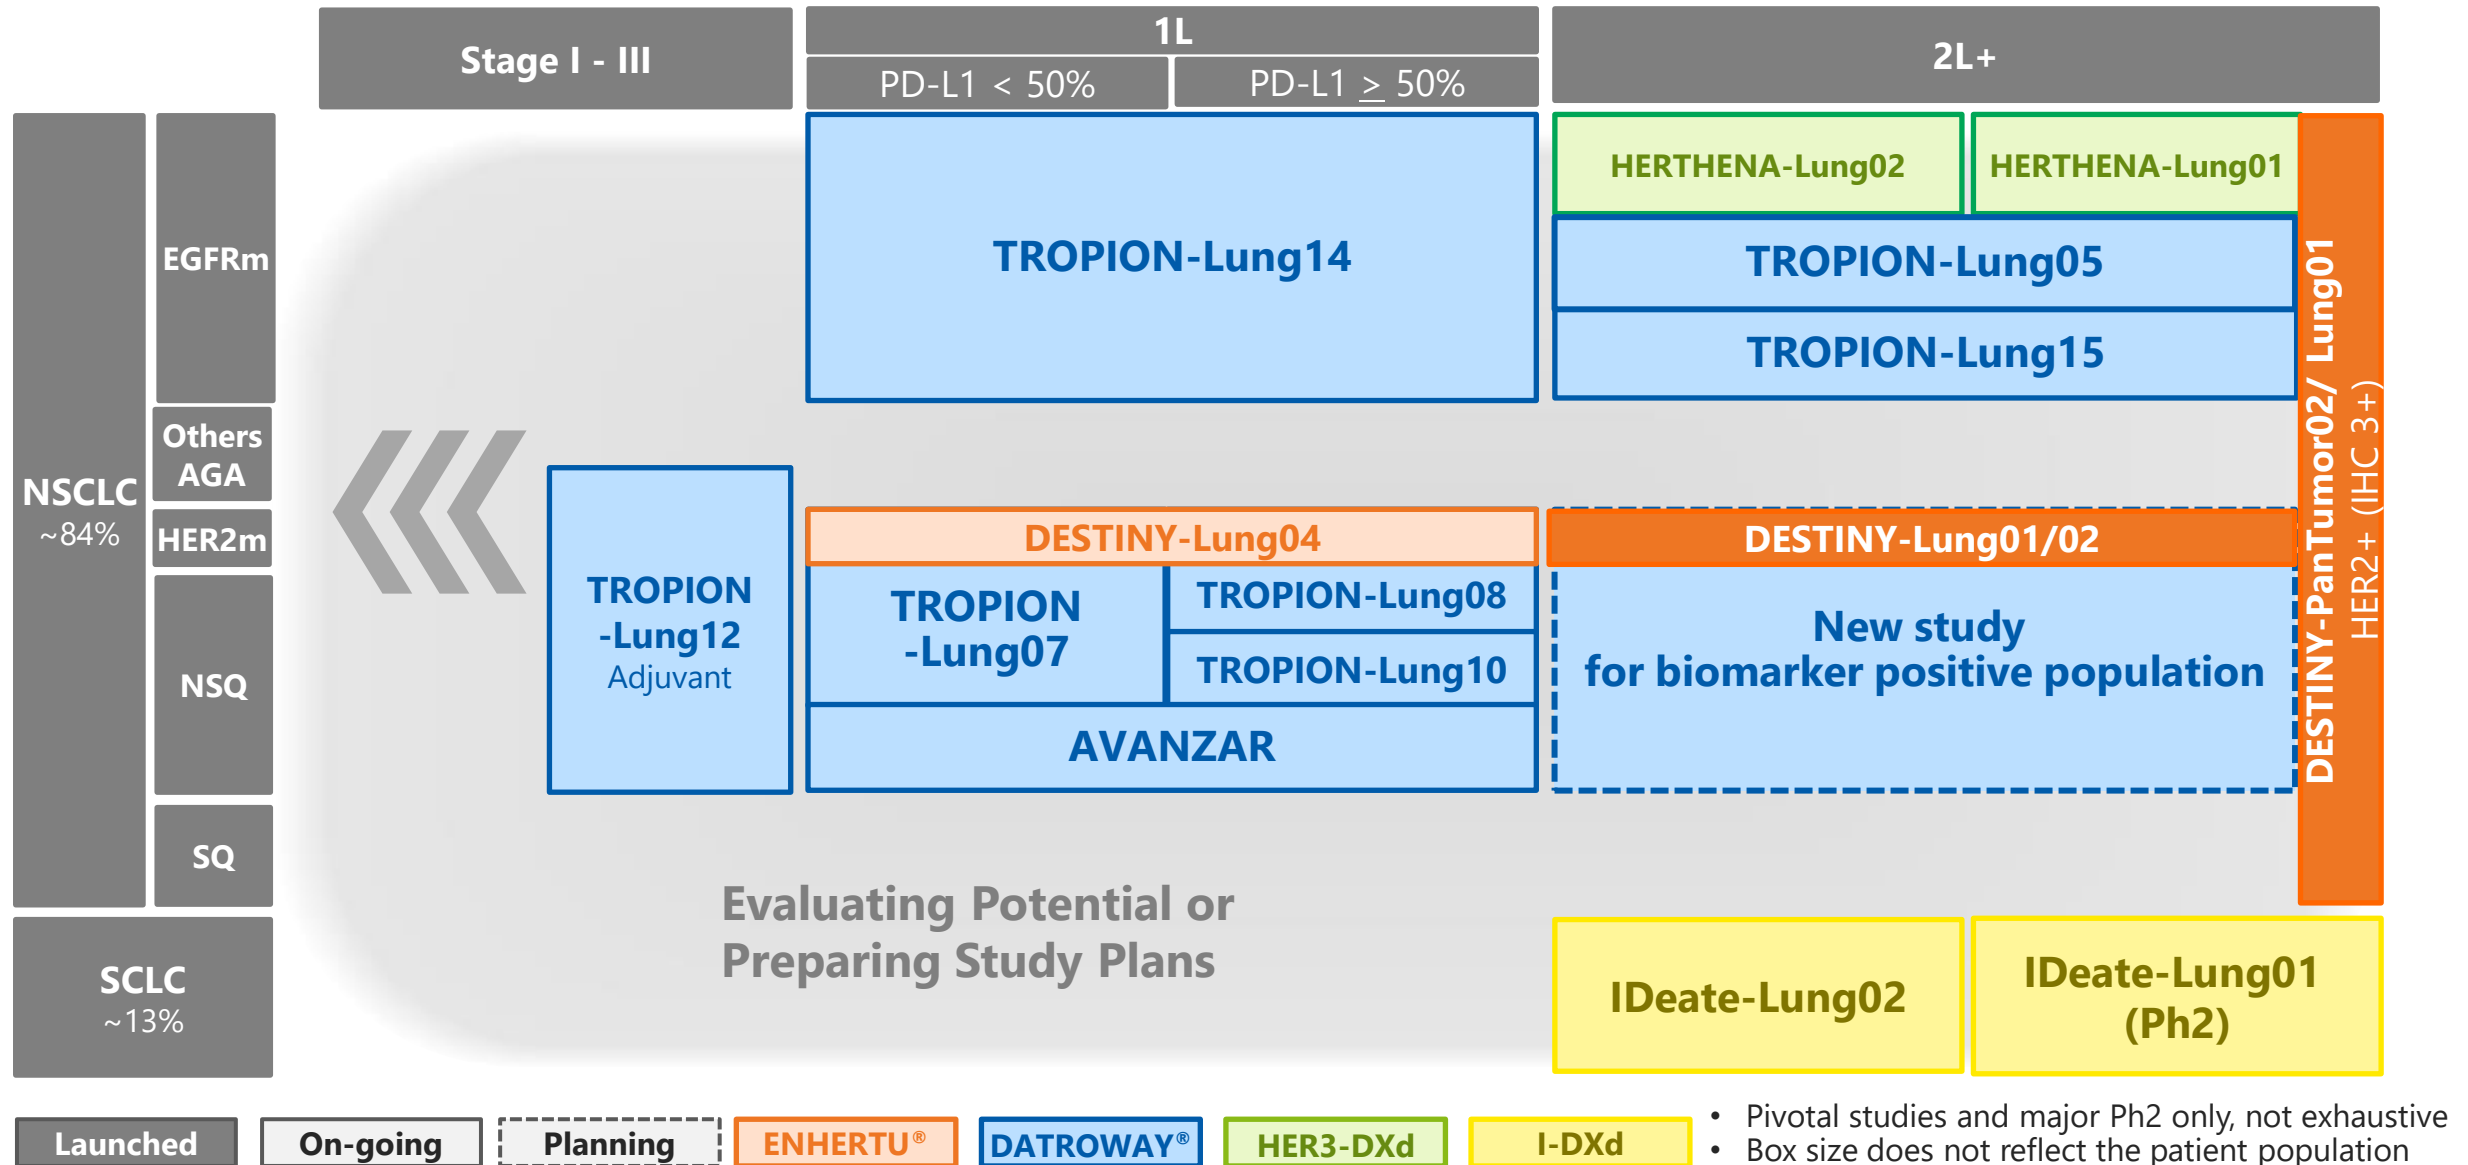 Stage I - III
1L
PD-L1 < 50%
PD-L1 ≥ 50%
2L+
NSCLC
~84%
EGFRm
Others
AGA
HER2m
NSQ
SQ
SCLC
~13%
TROPION-Lung14
HERTHENA-Lung02
HERTHENA-Lung01
TROPION-Lung05
TROPION-Lung15
DESTINY-PanTumor02/ Lung01
HER2+ (IHC 3+)
TROPION
-Lung12
Adjuvant
DESTINY-Lung04
DESTINY-Lung01/02
TROPION
-Lung07
TROPION-Lung08
TROPION-Lung10
AVANZAR
New study
for biomarker positive population
Evaluating Potential or
Preparing Study Plans
IDeate-Lung02
IDeate-Lung01
(Ph2)
Launched
On-going
Planning
ENHERTU®
DATROWAY®
HER3-DXd
I-DXd
• Pivotal studies and major Ph2 only, not exhaustive
• Box size does not reflect the patient population